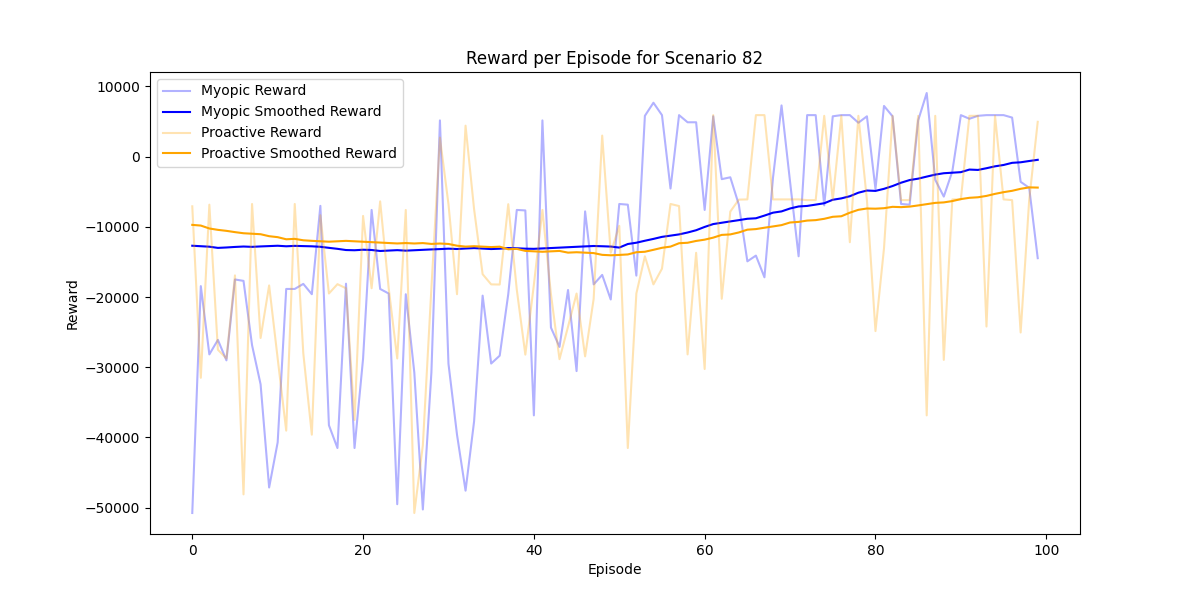 Reward per Episode for Scenario 82
Myopic Reward
Myopic Smoothed Reward
Proactive Reward
Proactive Smoothed Reward
Reward
10000
0
−10000
−20000
−30000
−40000
−50000
0 20 40 60 80 100
Episode